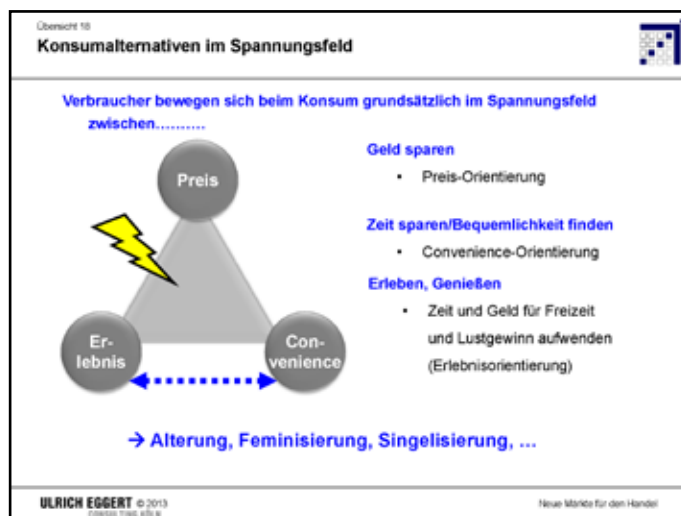 Übersicht 18
Konsumalternativen im Spannungsfeld
Verbraucher bewegen sich beim Konsum grundsätzlich im Spannungsfeld
zwischen..........
Preis
Er-
lebnis
Con-
venience
Geld sparen
• Preis-Orientierung
Zeit sparen/Bequemlichkeit finden
• Convenience-Orientierung
Erleben, Genießen
• Zeit und Geld für Freizeit
und Lustgewinn aufwenden
(Erlebnisorientierung)
→ Alterung, Feminisierung, Singelisierung, ...
ULRICH EGGERT © 2013
Neue Märkte für den Handel